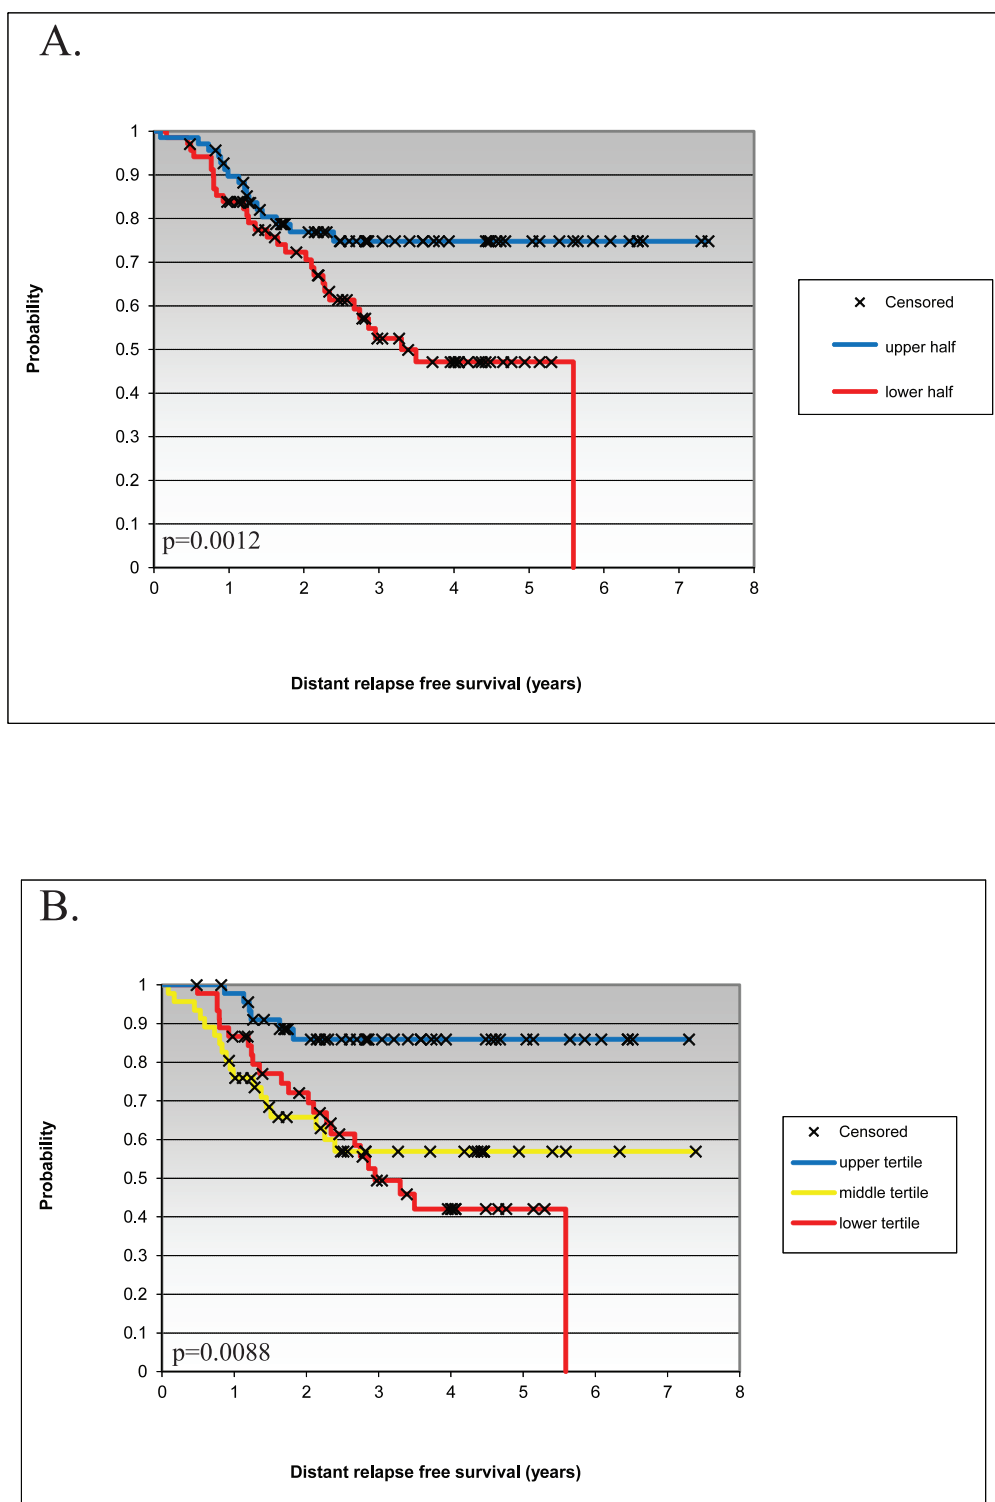 A.
1
0.9
0.8
0.7
0.6
0.5
0.4
0.3
0.2
0.1
0
Probability
p=0.0012
0 1 2 3 4 5 6 7 8
Distant relapse free survival (years)
Censored
upper half
lower half
B.
1
0.9
0.8
0.7
0.6
0.5
0.4
0.3
0.2
0.1
0
Probability
p=0.0088
0 1 2 3 4 5 6 7 8
Distant relapse free survival (years)
Censored
upper tertile
middle tertile
lower tertile